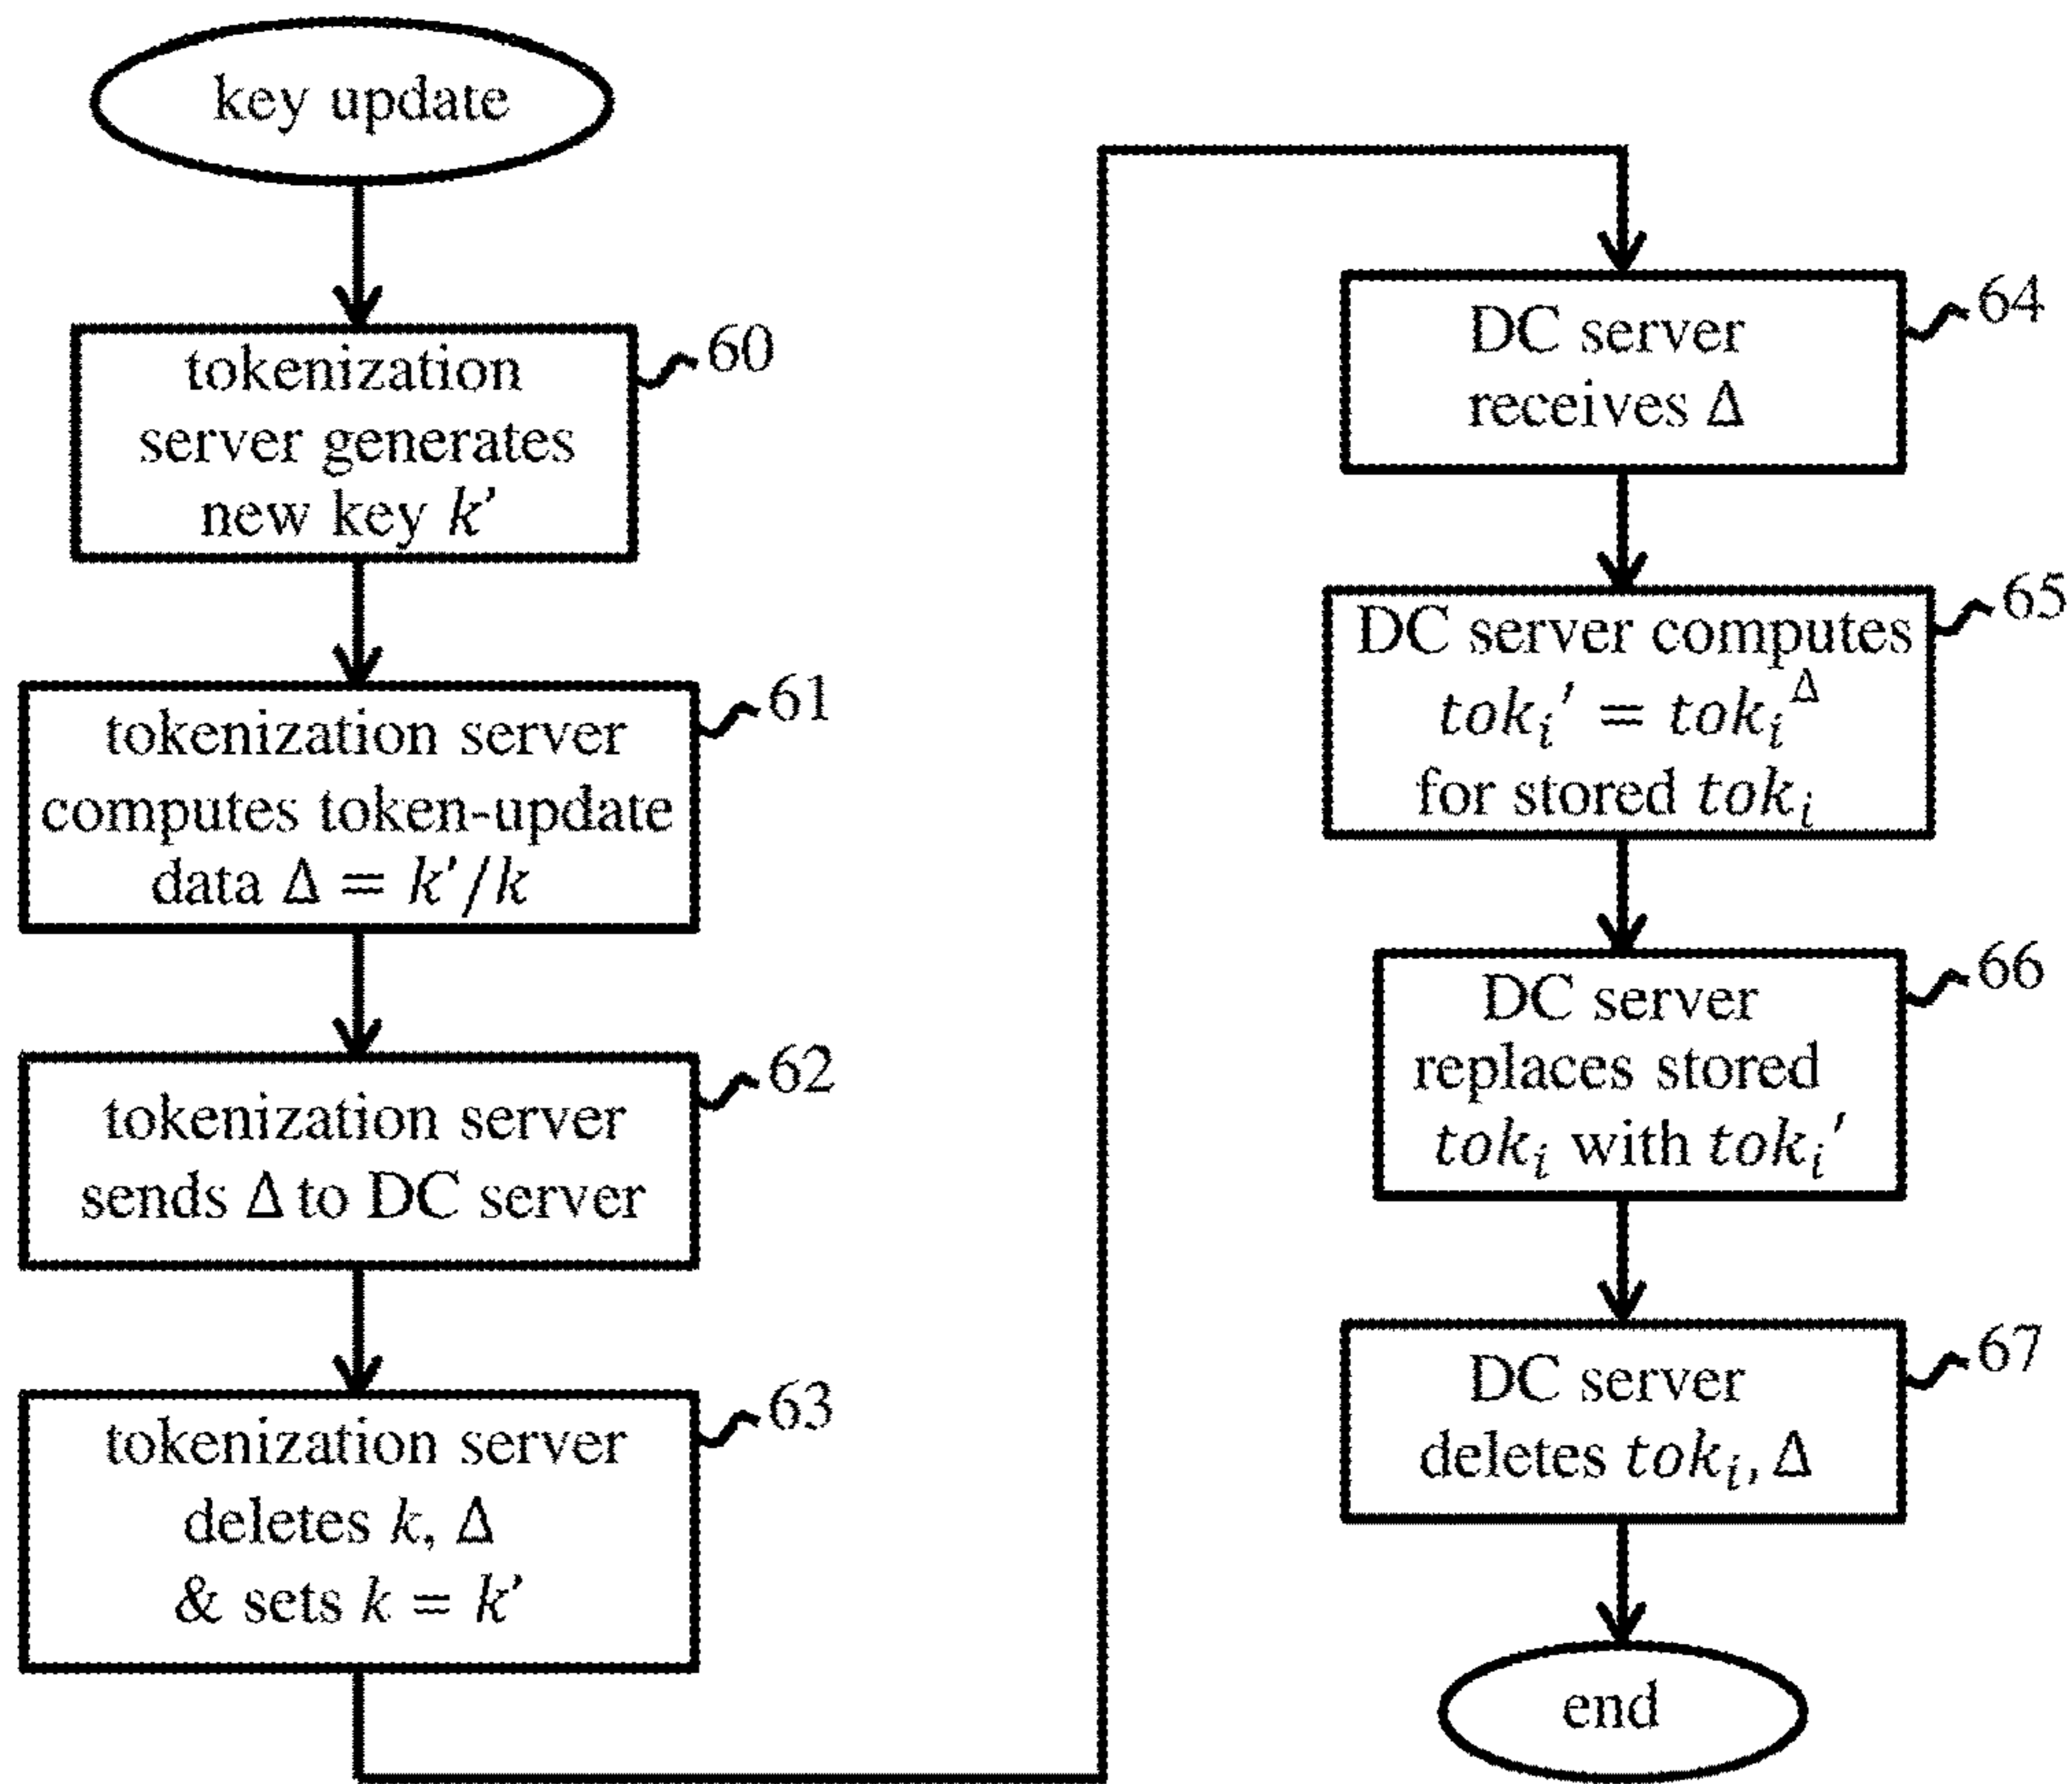 key update
tokenization
server generates
new key k'
60
tokenization server
computes token-update
data Δ = k'/k
61
tokenization server
sends Δ to DC server
62
tokenization server
deletes k, Δ
& sets k = k'
63
DC server
receives Δ
64
DC server computes
tokᵢ' = tokᵢ^Δ
for stored tokᵢ
65
DC server
replaces stored
tokᵢ with tokᵢ'
66
DC server
deletes tokᵢ, Δ
67
end